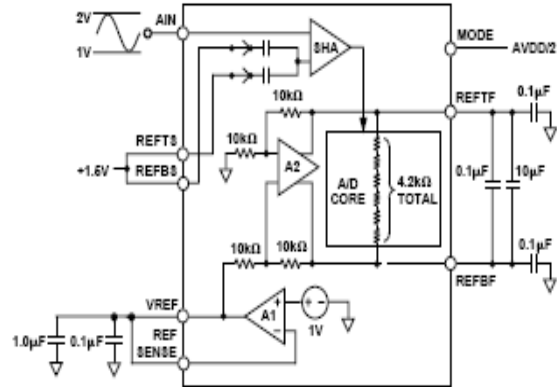 2V
1V
AIN
SHA
MODE
AVDD/2
10kΩ
REFTF
0.1µF
10kΩ
REFTS
+1.5V
REFBS
A2
A/D
CORE
4.2kΩ
TOTAL
0.1µF
10µF
0.1µF
10kΩ
10kΩ
REFBF
VREF
A1
1V
1.0µF
0.1µF
REF
SENSE